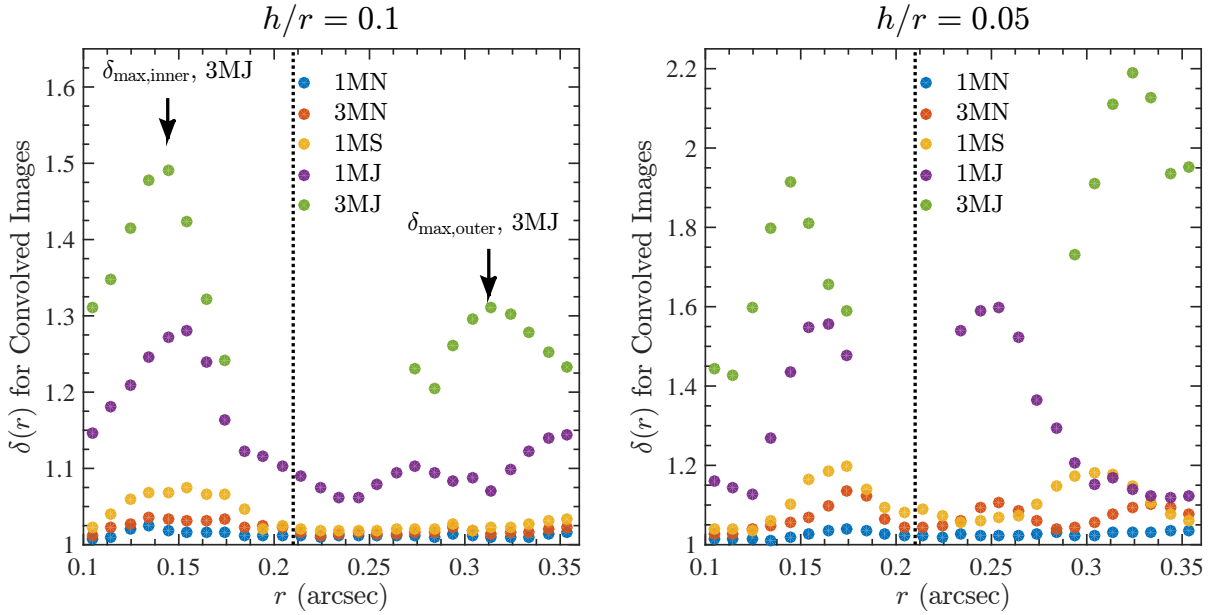 h/r = 0.1
δ(r) for Convolved Images
1.6
1.5
1.4
1.3
1.2
1.1
1
δmax,inner, 3MJ
1MN
3MN
1MS
1MJ
3MJ
δmax,outer, 3MJ
0.1 0.15 0.2 0.25 0.3 0.35
r (arcsec)
h/r = 0.05
δ(r) for Convolved Images
2.2
2
1.8
1.6
1.4
1.2
1
1MN
3MN
1MS
1MJ
3MJ
0.1 0.15 0.2 0.25 0.3 0.35
r (arcsec)